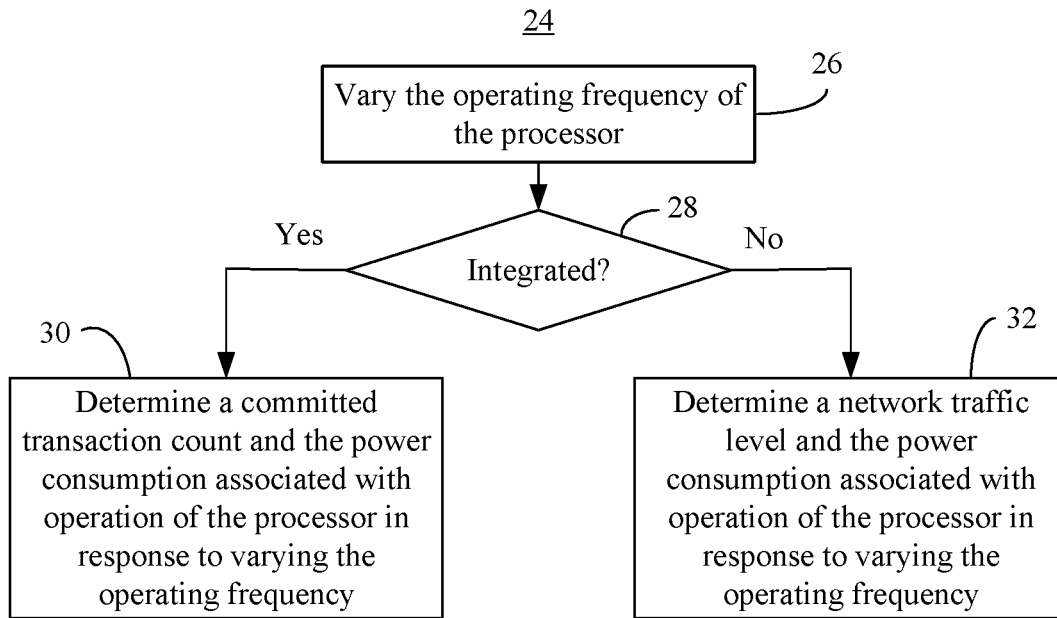 24
26
Vary the operating frequency of
the processor
28
Yes
No
Integrated?
30
32
Determine a committed
transaction count and the power
consumption associated with
operation of the processor in
response to varying the
operating frequency
Determine a network traffic
level and the power
consumption associated with
operation of the processor in
response to varying the
operating frequency